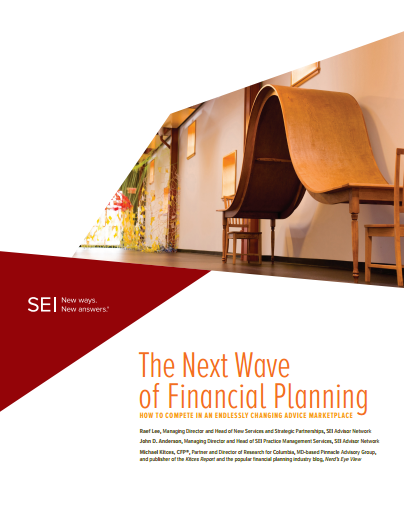 SEI New ways.
New answers.®
The Next Wave
of Financial Planning
HOW TO COMPETE IN AN ENDLESSLY CHANGING ADVICE MARKETPLACE
Raef Lee, Managing Director and Head of New Services and Strategic Partnerships, SEI Advisor Network
John D. Anderson, Managing Director and Head of SEI Practice Management Services, SEI Advisor Network
Michael Kitces, CFP®, Partner and Director of Research for Columbia, MD-based Pinnacle Advisory Group,
and publisher of the Kitces Report and the popular financial planning industry blog, Nerd's Eye View